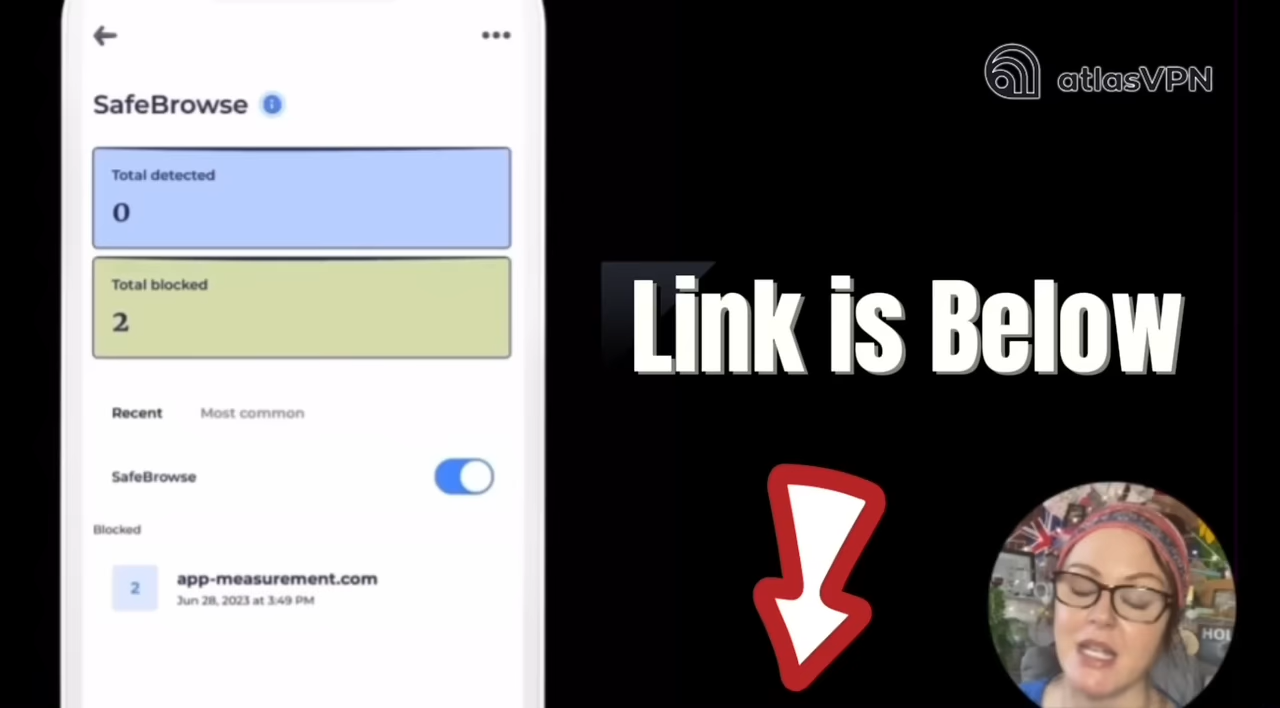 SafeBrowse
Total detected
0
Total blocked
2
Recent Most common
SafeBrowse
Blocked
2
app-measurement.com
Jun 28, 2023 at 3:49 PM
atlasVPN
Link is Below
HOL